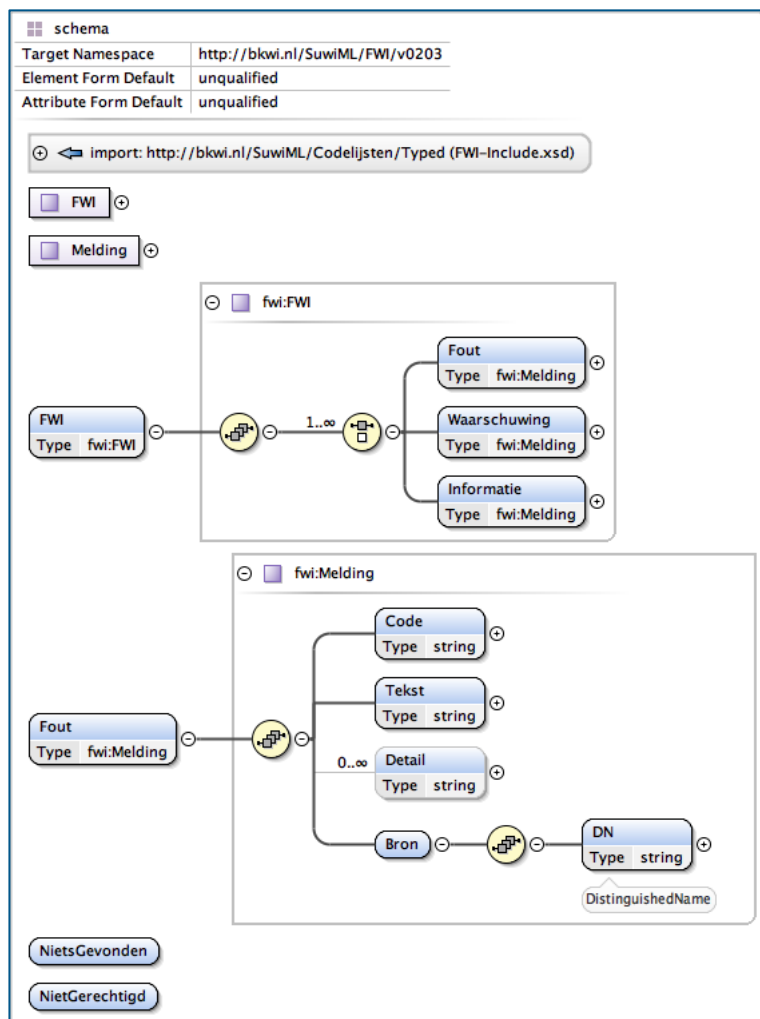 schema
Target Namespace http://bkwi.nl/SuwiML/FWI/v0203
Element Form Default unqualified
Attribute Form Default unqualified
import: http://bkwi.nl/SuwiML/Codelijsten/Typed (FWI-Include.xsd)
FWI
Melding
fwi:FWI
Fout
Type fwi:Melding
FWI
Type fwi:FWI
1..∞
Waarschuwing
Type fwi:Melding
Informatie
Type fwi:Melding
fwi:Melding
Code
Type string
Tekst
Type string
Fout
Type fwi:Melding
0..∞
Detail
Type string
Bron
DN
Type string
DistinguishedName
NietsGevonden
NietGerechtigd